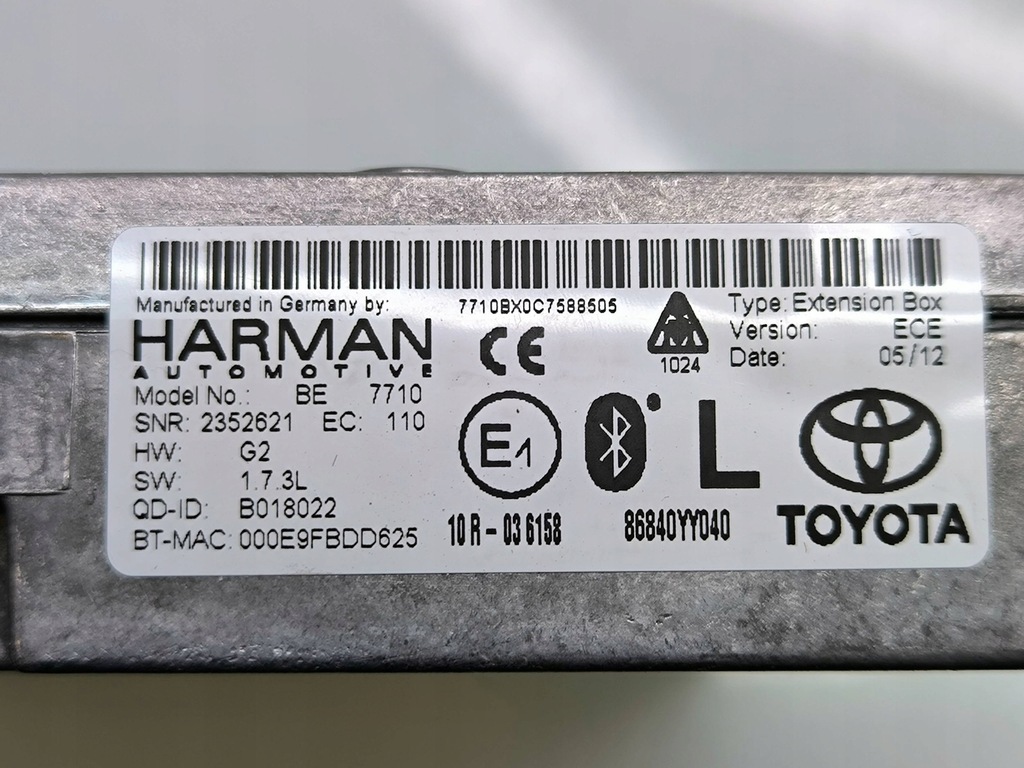 Manufactured in Germany by:
7710BX0C7588505
HARMAN
AUTOMOTIVE
Model No.: BE 7710
SNR: 2352621 EC: 110
HW: G2
SW: 1.7.3L
QD-ID: B018022
BT-MAC: 000E9FBDD625
CE
E1
10 R - 03 6158
1024
L
86840YY040
Type: Extension Box
Version: ECE
Date: 05/12
TOYOTA